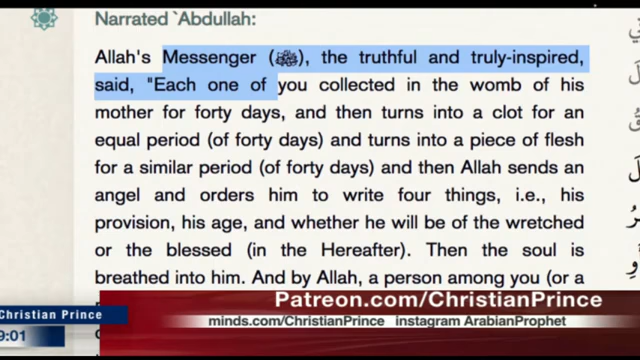 Narrated `Abdullah:
Allah's Messenger (ﷺ), the truthful and truly-inspired,
said, "Each one of you collected in the womb of his
mother for forty days, and then turns into a clot for an
equal period (of forty days) and turns into a piece of flesh
for a similar period (of forty days) and then Allah sends an
angel and orders him to write four things, i.e., his
provision, his age, and whether he will be of the wretched
or the blessed (in the Hereafter). Then the soul is
breathed into him. And by Allah, a person among you (or a
Patreon.com/ChristianPrince
Christian Prince
minds.com/ChristianPrince instagram ArabianProphet
9:01